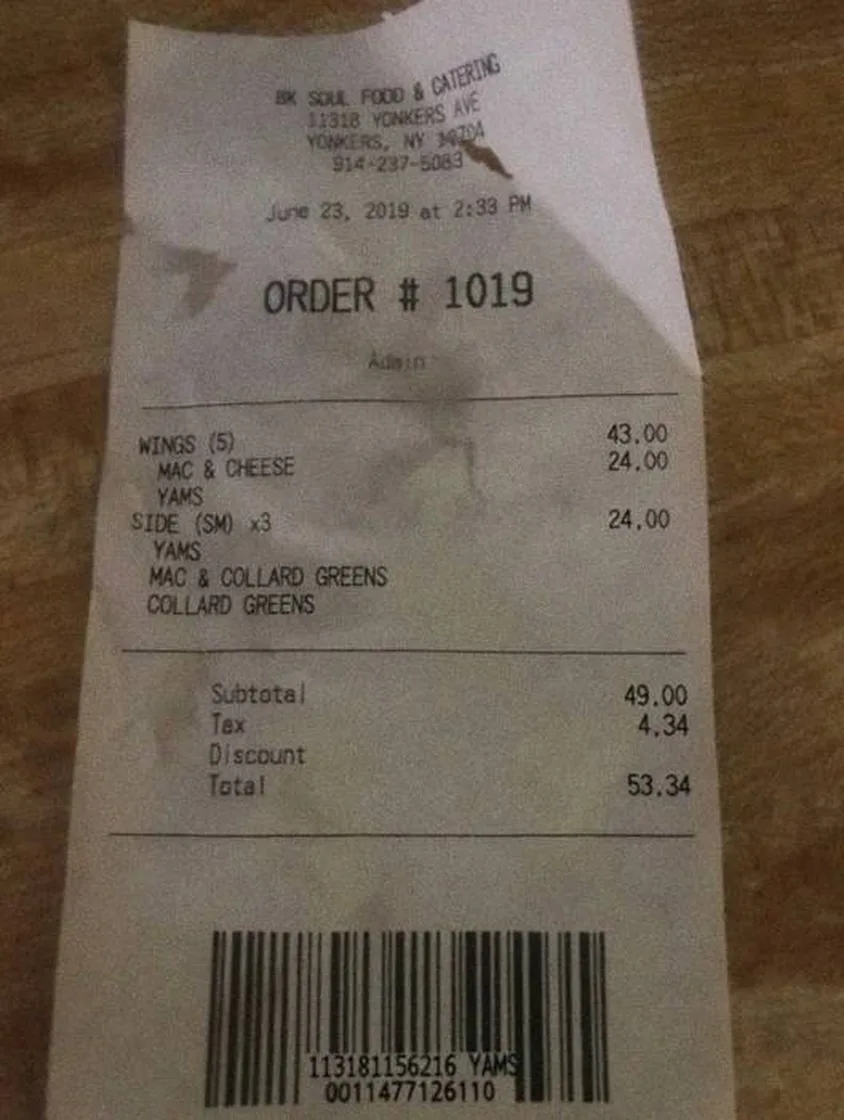 BK SOUL FOOD & CATERING
11318 YONKERS AVE
YONKERS, NY 10704
914-237-5083
June 23, 2019 at 2:33 PM
ORDER # 1019
Admin
WINGS (5) 43.00
MAC & CHEESE 24.00
YAMS
SIDE (SM) x3 24.00
YAMS
MAC & COLLARD GREENS
COLLARD GREENS
Subtotal 49.00
Tax 4.34
Discount
Total 53.34
113181156216 YAMS
0011477126110